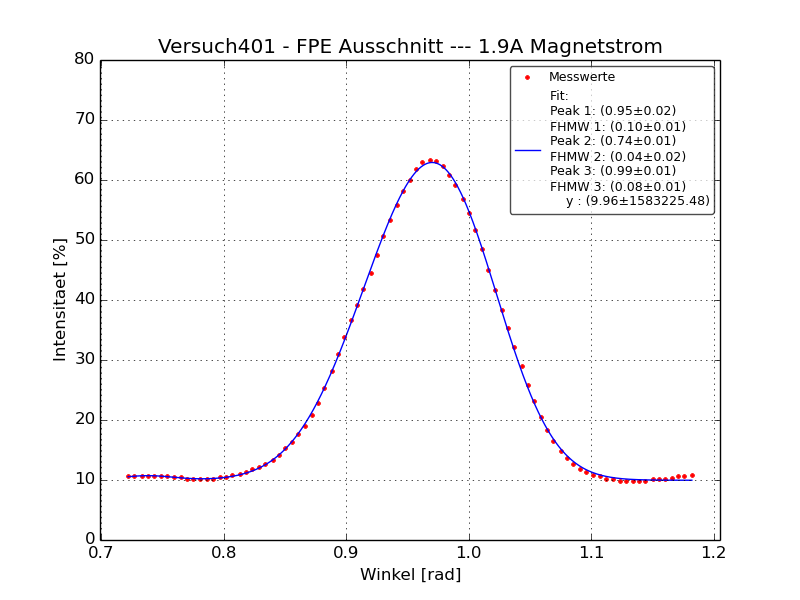 Versuch401 - FPE Ausschnitt --- 1.9A Magnetstrom
Messwerte
Fit:
Peak 1: (0.95±0.02)
FHMW 1: (0.10±0.01)
Peak 2: (0.74±0.01)
FHMW 2: (0.04±0.02)
Peak 3: (0.99±0.01)
FHMW 3: (0.08±0.01)
y : (9.96±1583225.48)
80
70
60
50
40
30
20
10
0
Intensitaet [%]
0.7 0.8 0.9 1.0 1.1 1.2
Winkel [rad]